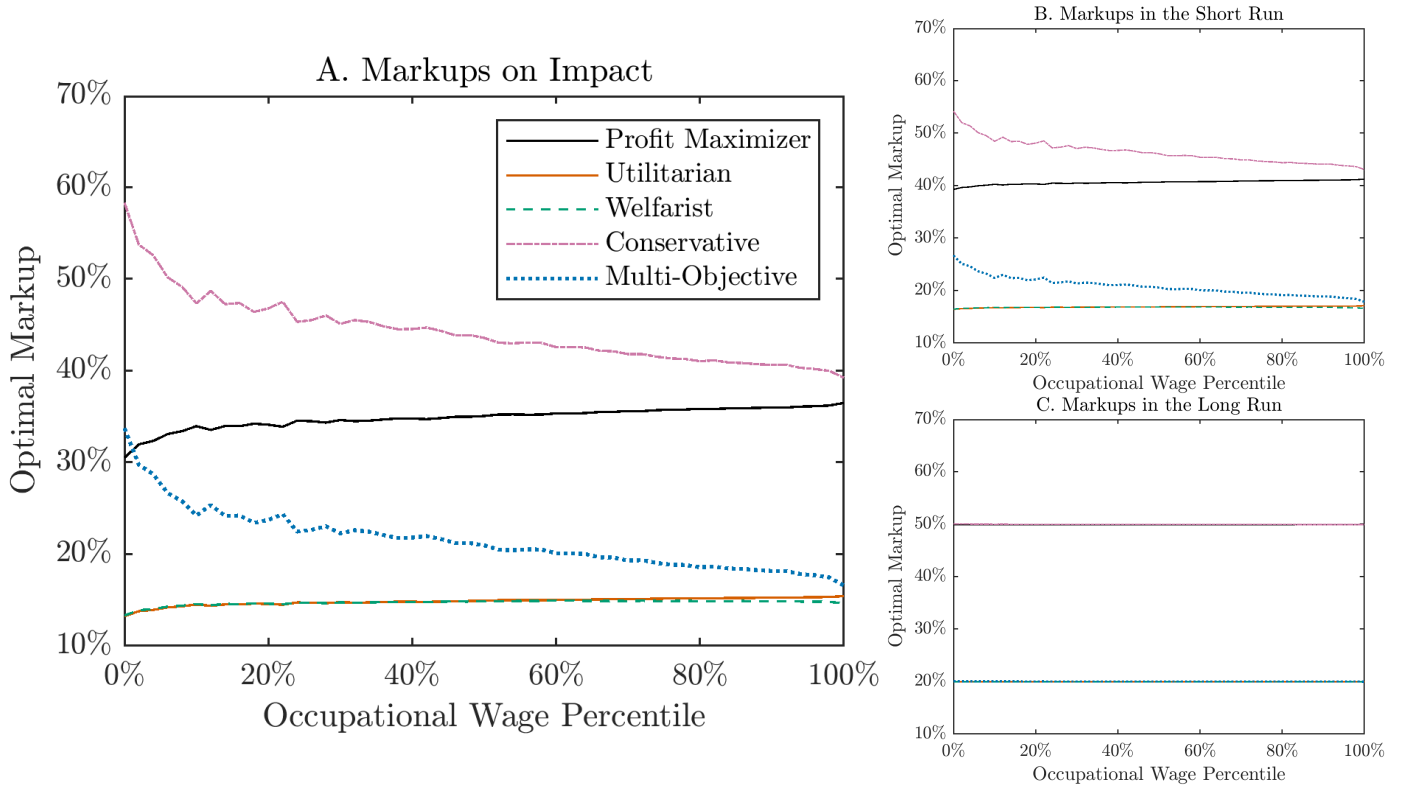 A. Markups on Impact
70%
60%
50%
40%
30%
20%
10%
Optimal Markup
0%
20%
40%
60%
80%
100%
Occupational Wage Percentile
Profit Maximizer
Utilitarian
Welfarist
Conservative
Multi-Objective
B. Markups in the Short Run
70%
60%
50%
40%
30%
20%
10%
Optimal Markup
0%
20%
40%
60%
80%
100%
Occupational Wage Percentile
C. Markups in the Long Run
70%
60%
50%
40%
30%
20%
10%
Optimal Markup
0%
20%
40%
60%
80%
100%
Occupational Wage Percentile